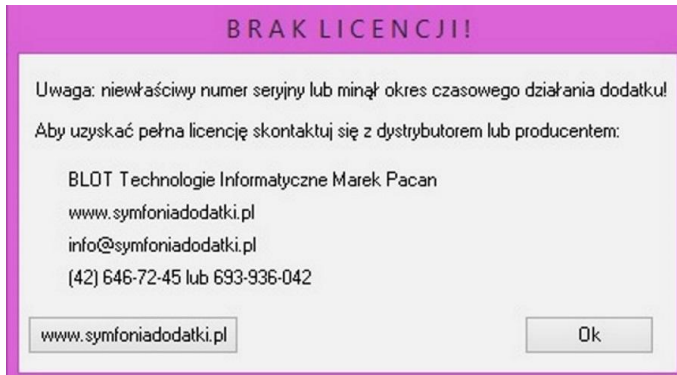 BRAK LICENCJI!
Uwaga: niewłaściwy numer seryjny lub minął okres czasowego działania dodatku!
Aby uzyskać pełna licencję skontaktuj się z dystrybutorem lub producentem:
BLOT Technologie Informatyczne Marek Pacan
www.symfoniadodatki.pl
info@symfoniadodatki.pl
(42) 646-72-45 lub 693-936-042
www.symfoniadodatki.pl
Ok